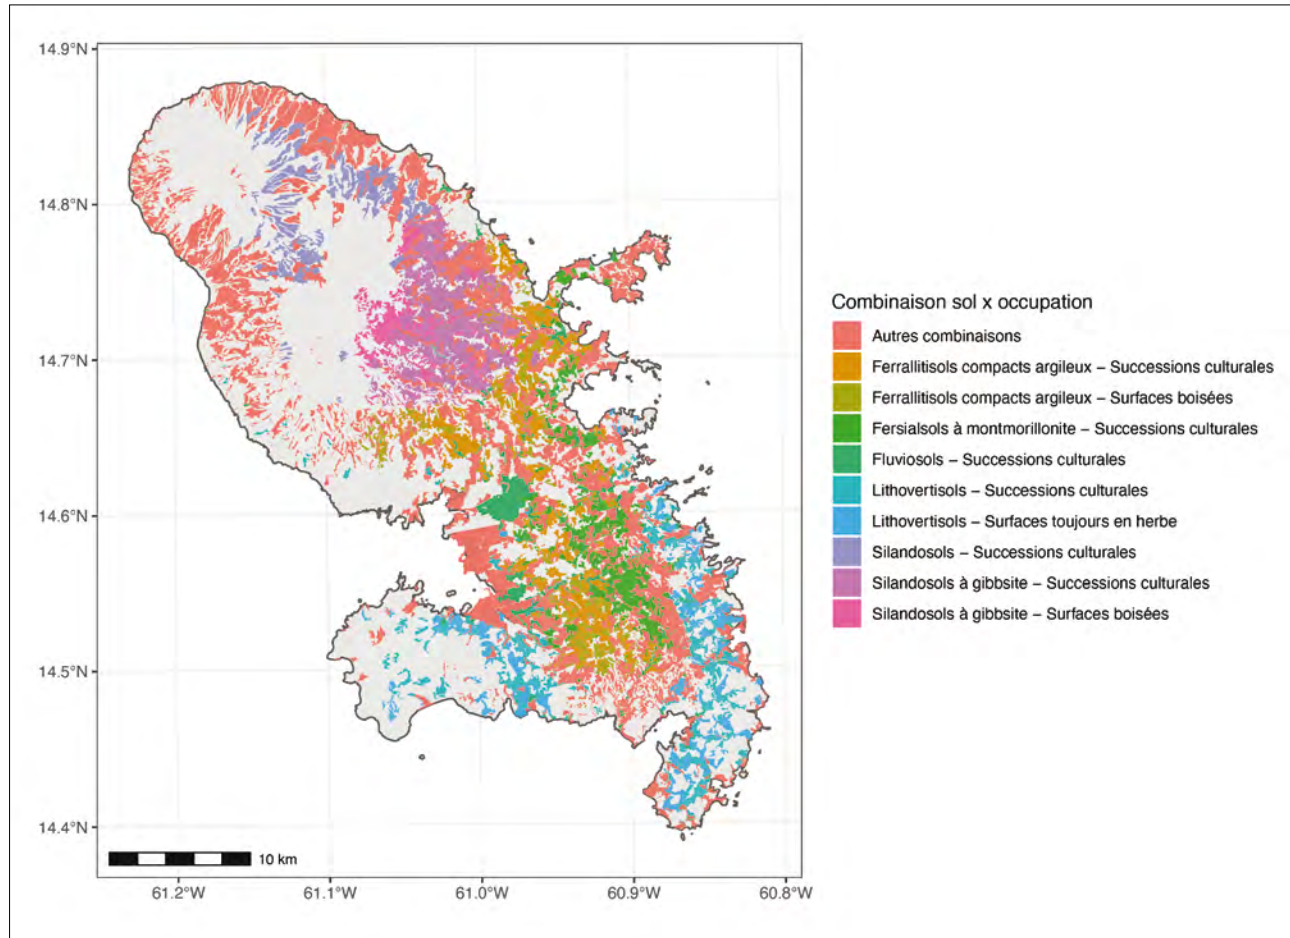 14.9°N
14.8°N
14.7°N
14.6°N
14.5°N
14.4°N
10 km
61.2°W
61.1°W
61.0°W
60.9°W
60.8°W
Combinaison sol x occupation
Autres combinaisons
Ferrallitisols compacts argileux – Successions culturales
Ferrallitisols compacts argileux – Surfaces boisées
Fersialsols à montmorillonite – Successions culturales
Fluviosols – Successions culturales
Lithovertisols – Successions culturales
Lithovertisols – Surfaces toujours en herbe
Silandosols – Successions culturales
Silandosols à gibbsite – Successions culturales
Silandosols à gibbsite – Surfaces boisées